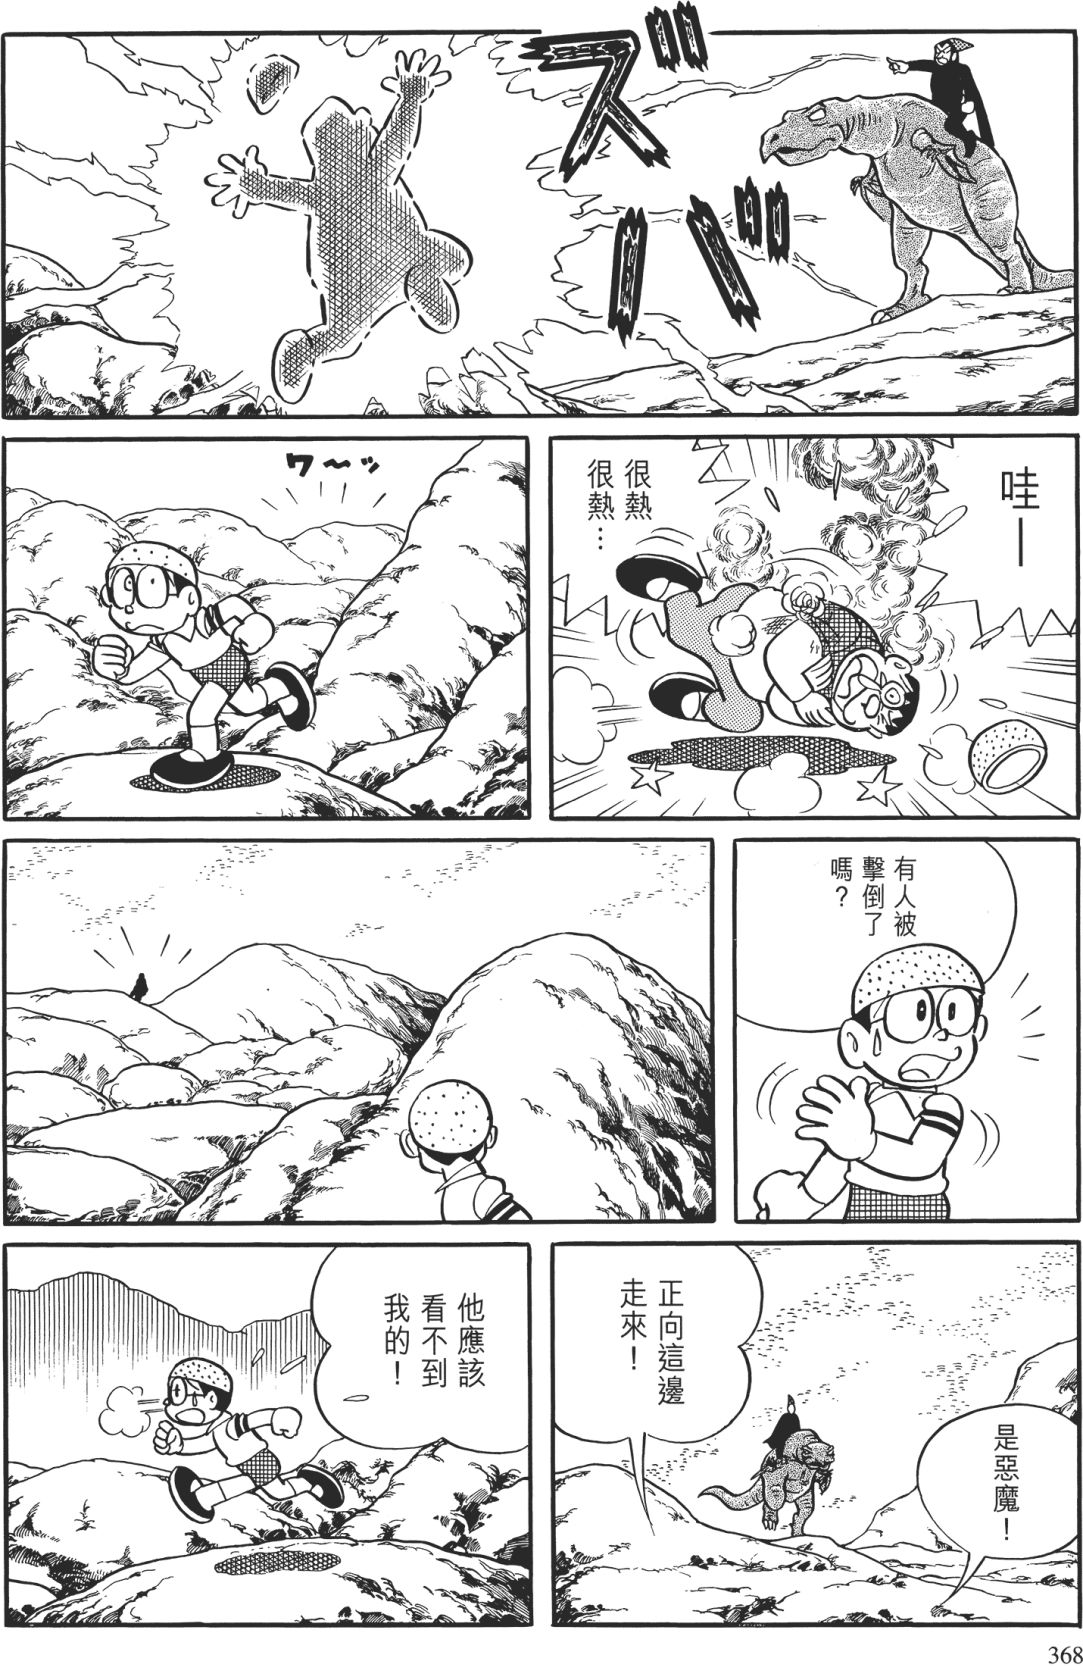 ズズバ
哇—
很熱
很熱…
ワ～ッ
有人被
擊倒了
嗎？
是惡魔！
正向這邊
走來！
他應該
看不到
我的！
368